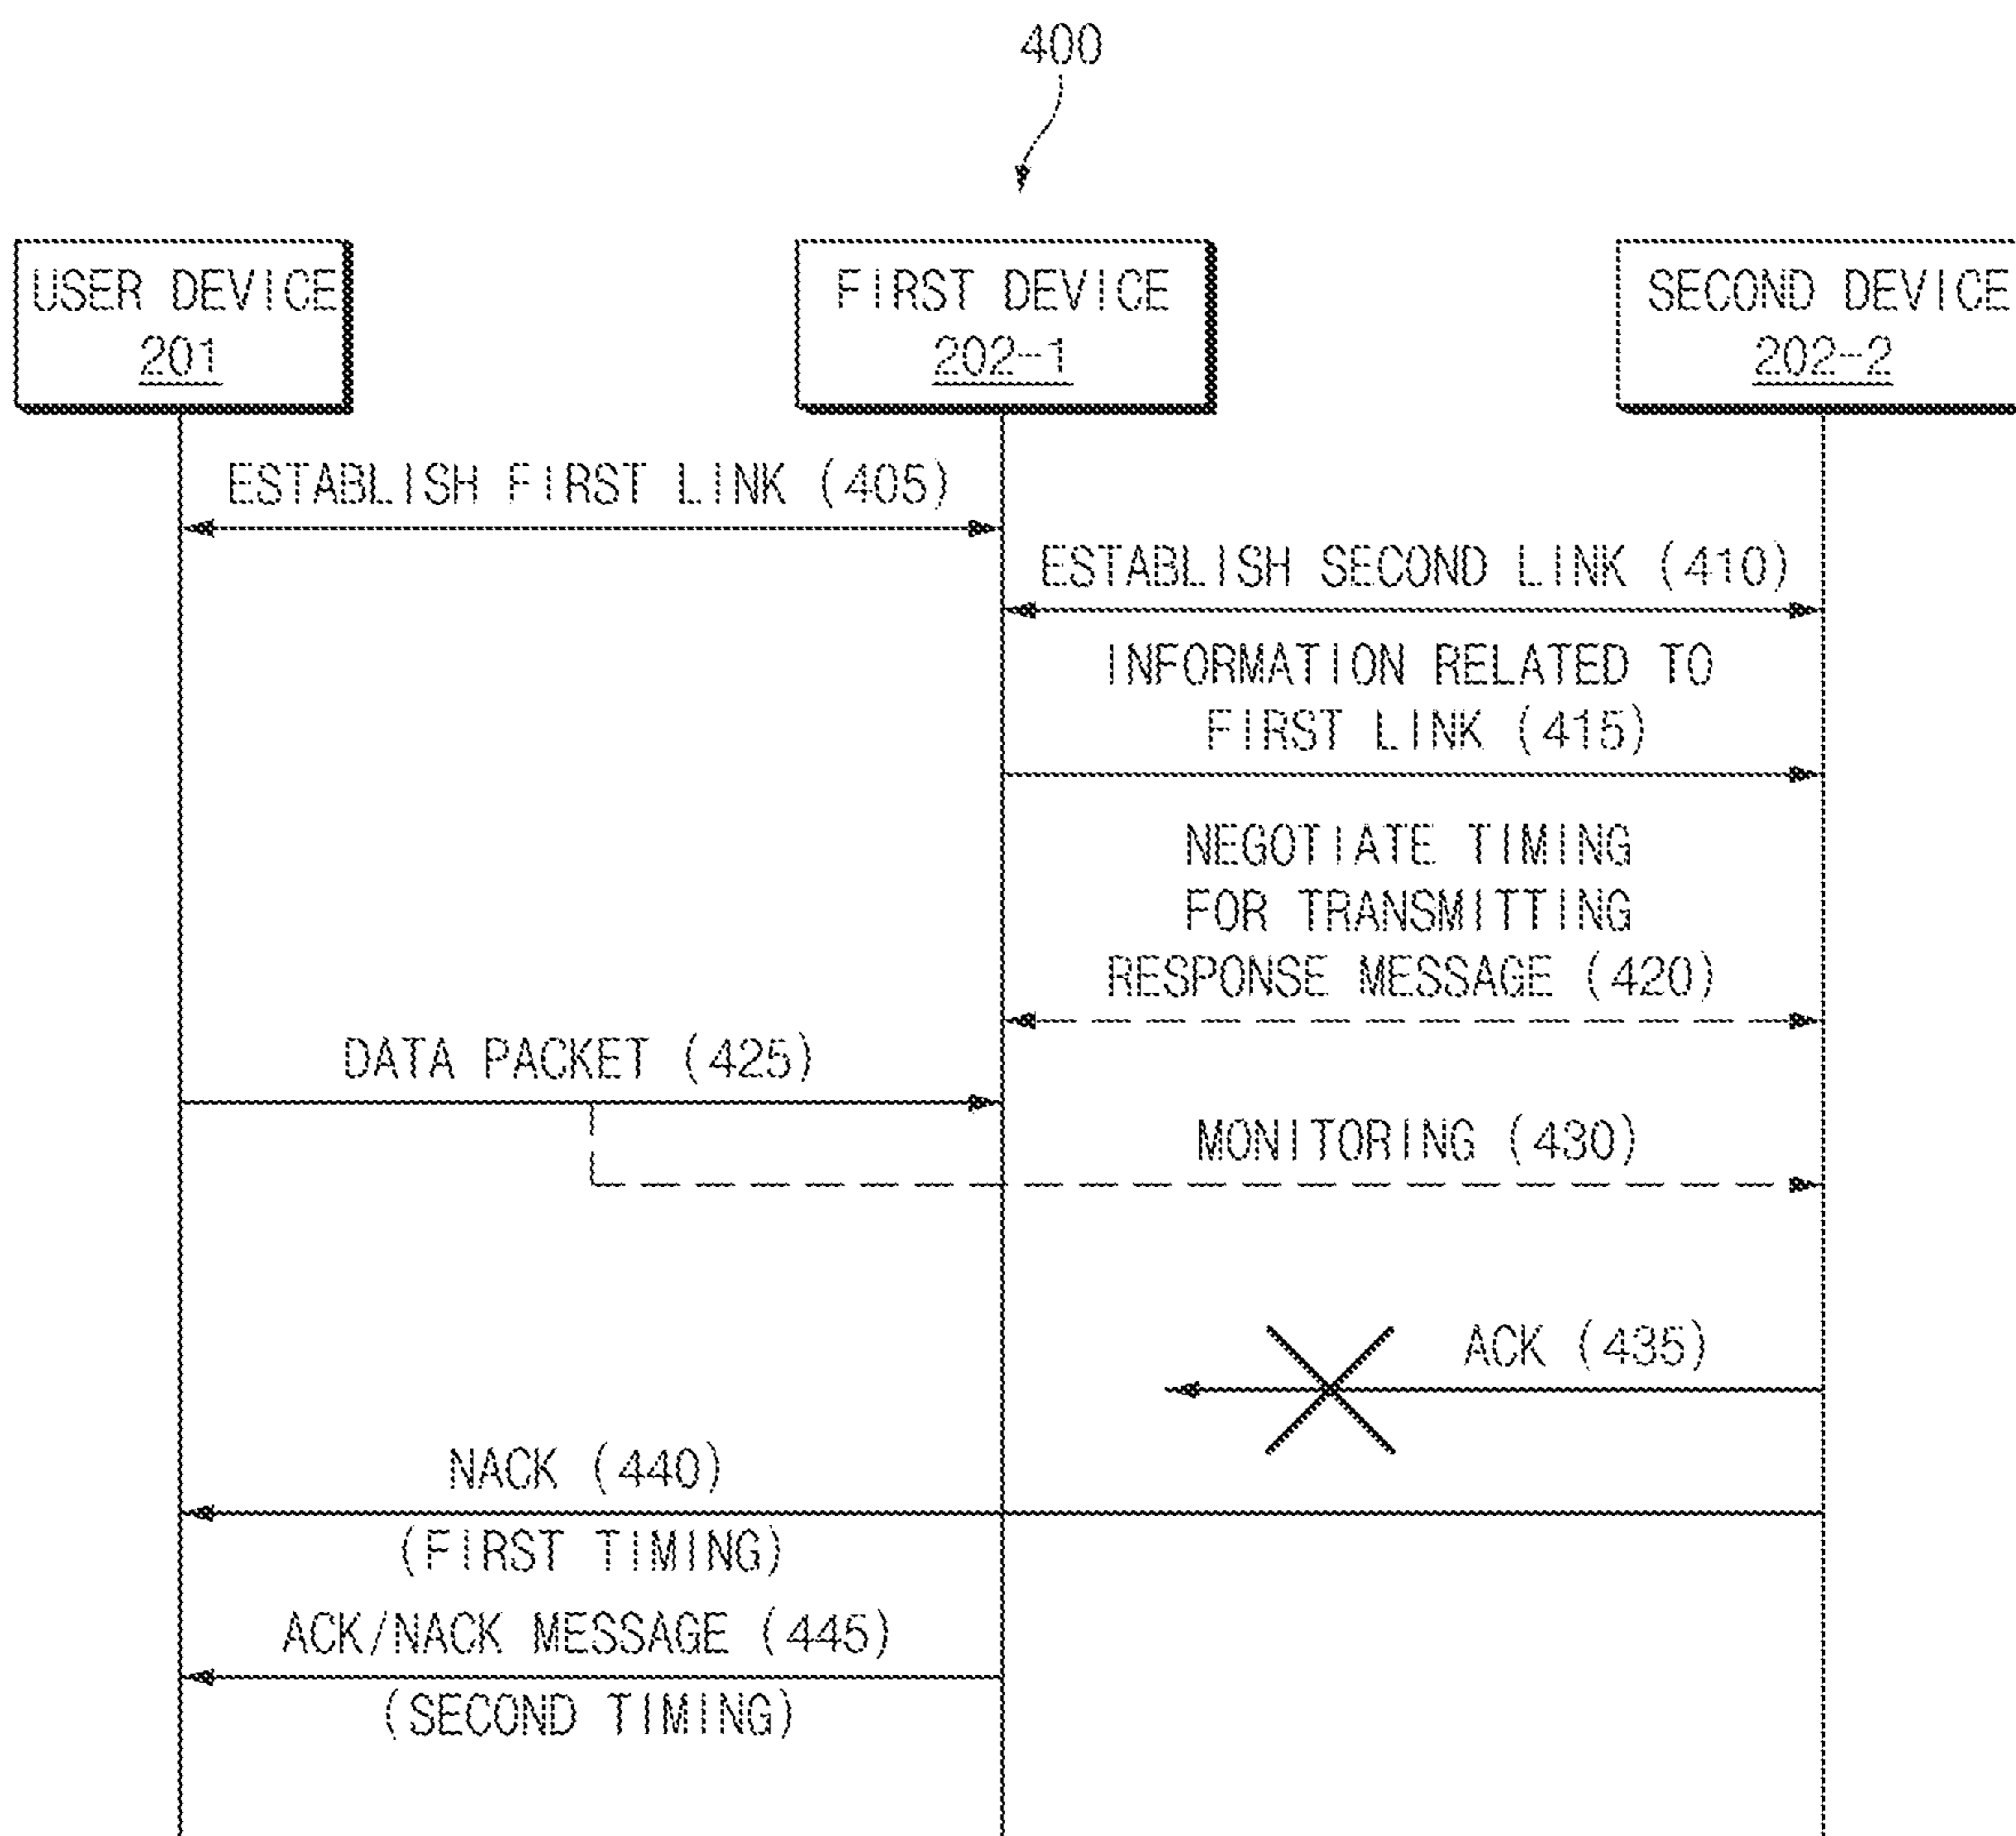 400
USER DEVICE
201
FIRST DEVICE
202-1
SECOND DEVICE
202-2
ESTABLISH FIRST LINK (405)
ESTABLISH SECOND LINK (410)
INFORMATION RELATED TO
FIRST LINK (415)
NEGOTIATE TIMING
FOR TRANSMITTING
RESPONSE MESSAGE (420)
DATA PACKET (425)
MONITORING (430)
ACK (435)
NACK (440)
(FIRST TIMING)
ACK/NACK MESSAGE (445)
(SECOND TIMING)